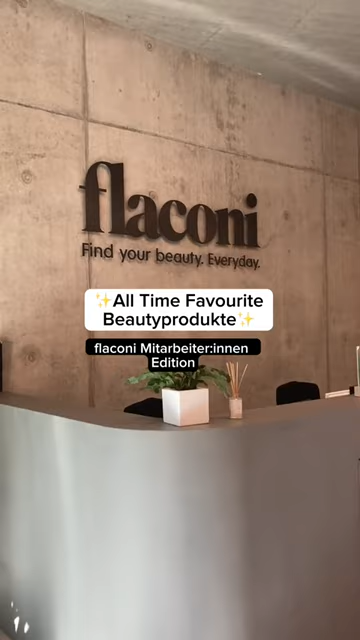 flaconi
Find your beauty. Everyday.
✨All Time Favourite
Beautyprodukte✨
flaconi Mitarbeiter:innen
Edition